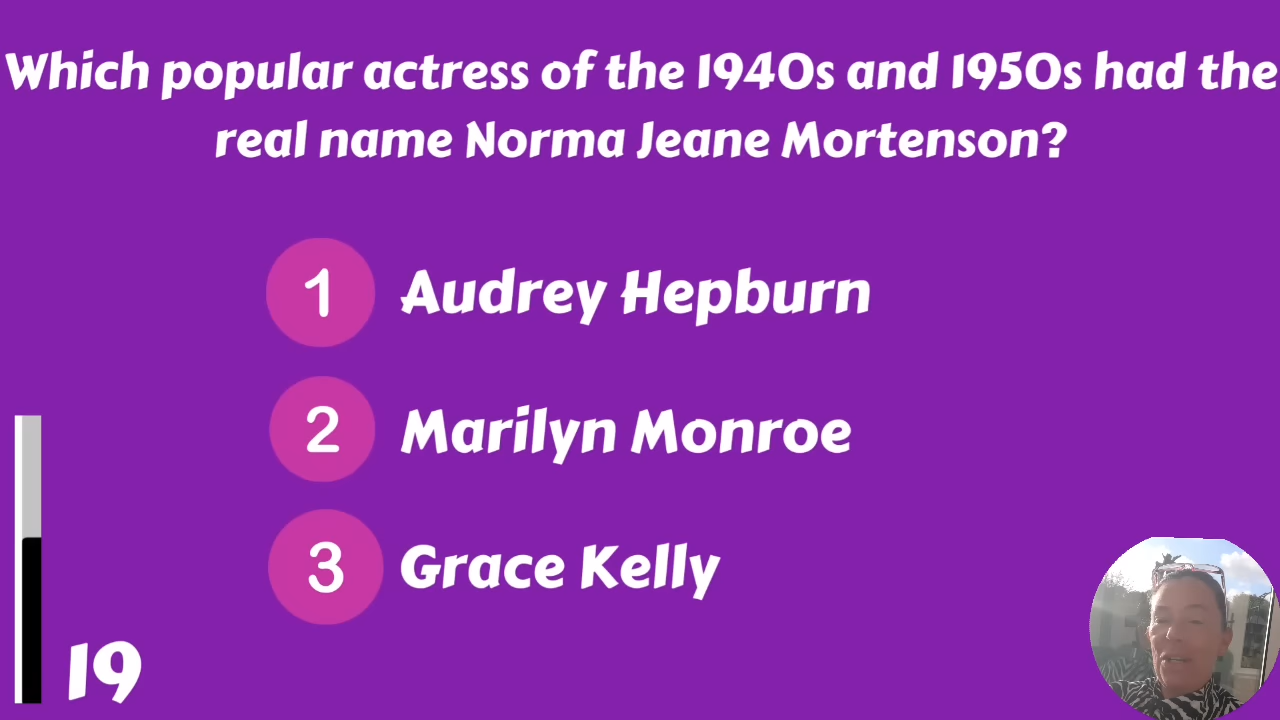 Which popular actress of the 1940s and 1950s had the
real name Norma Jeane Mortenson?
1 Audrey Hepburn
2 Marilyn Monroe
3 Grace Kelly
19